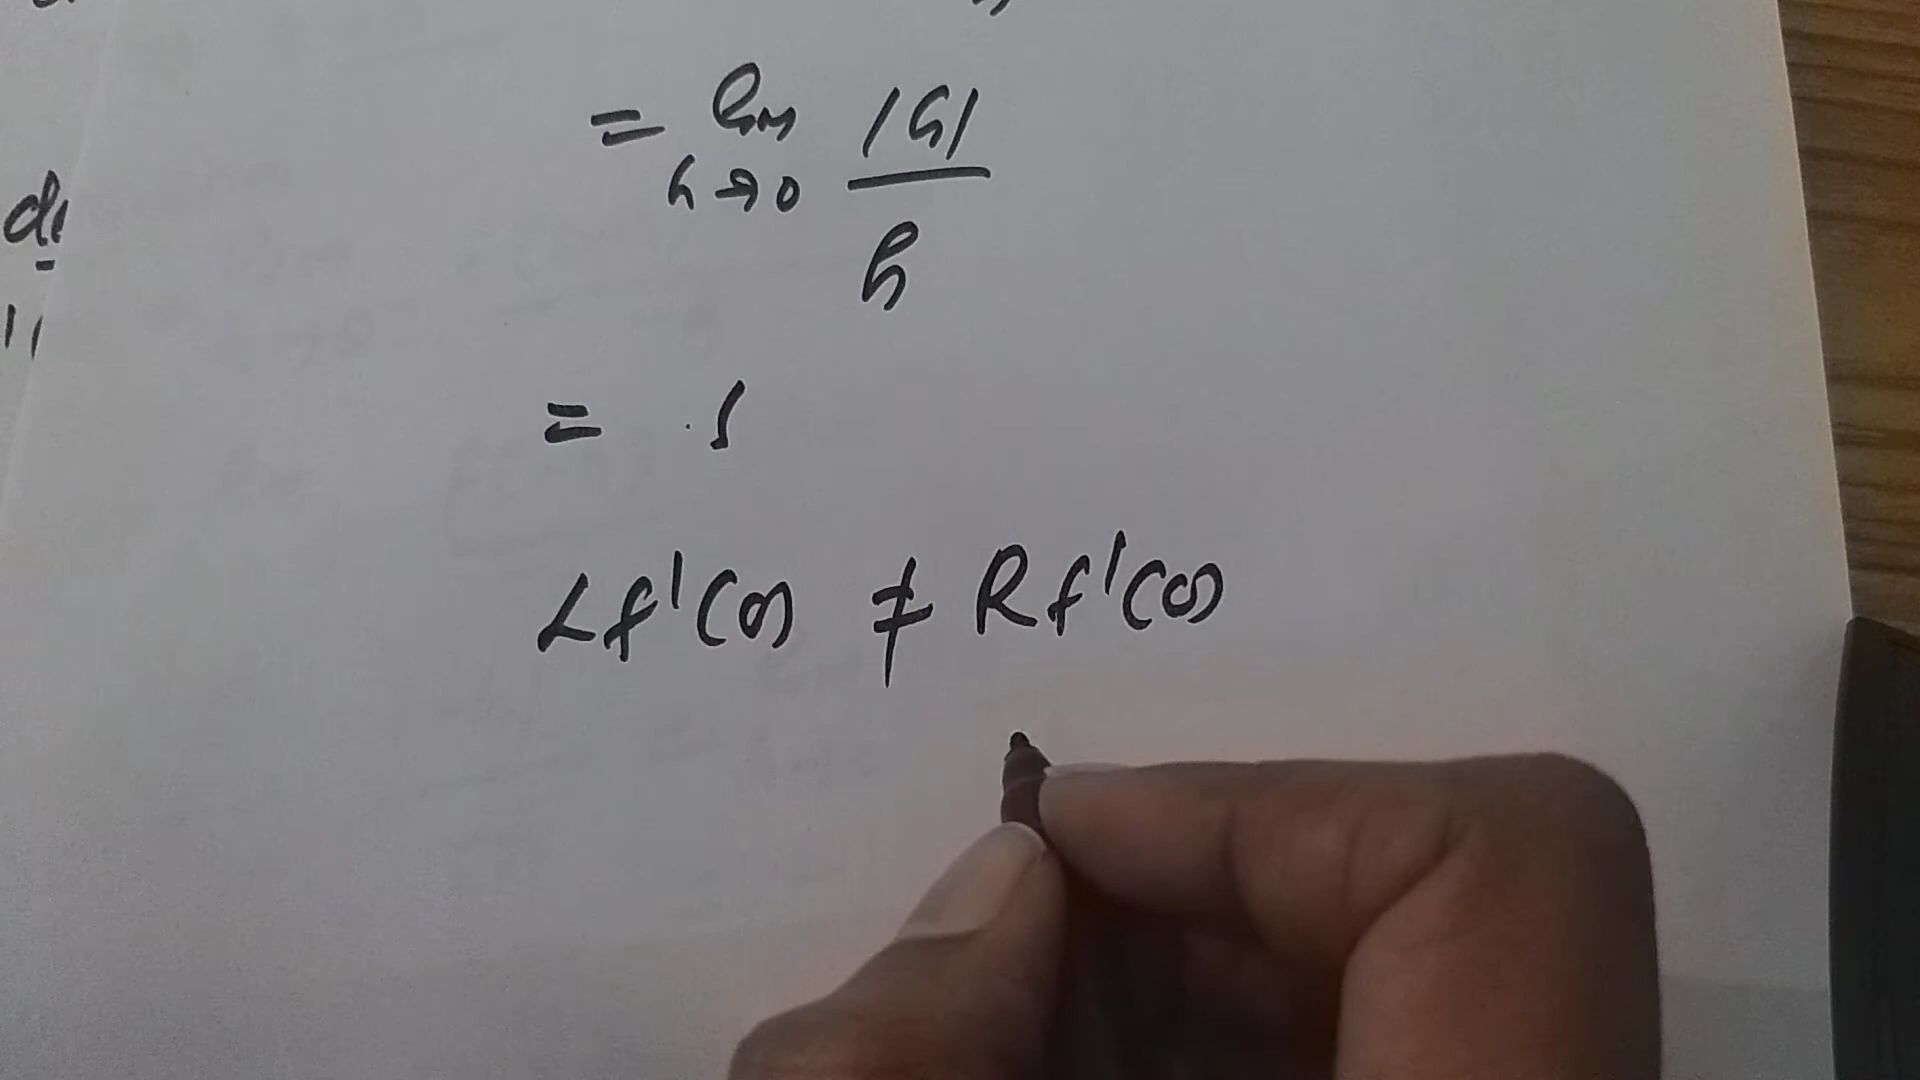 = lim |h|
h→0 h
= 1
Lf'(0) ≠ Rf'(0)